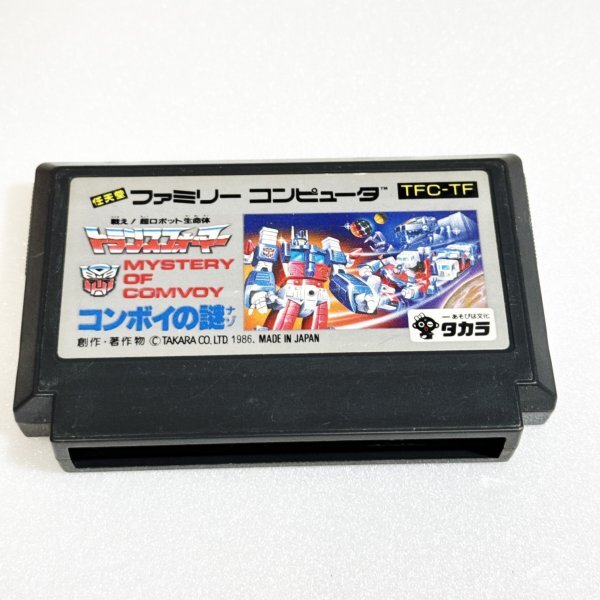 任天堂 ファミリー コンピュータ™ TFC-TF
戦え!超ロボット生命体
トランスフォーマー
MYSTERY
OF
COMVOY
コンボイの謎 ナゾ
創作・著作物 © TAKARA CO., LTD 1986. MADE IN JAPAN
―あそびは文化
タカラ